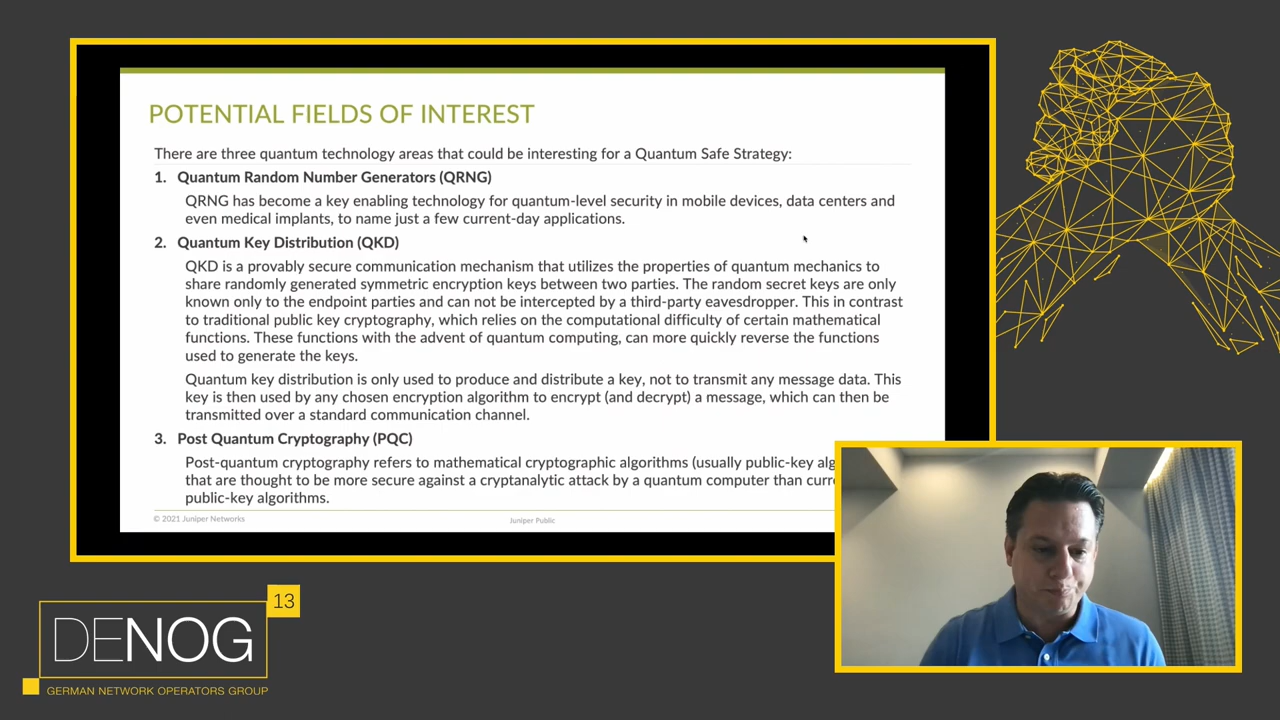 POTENTIAL FIELDS OF INTEREST
There are three quantum technology areas that could be interesting for a Quantum Safe Strategy:
1. Quantum Random Number Generators (QRNG)
QRNG has become a key enabling technology for quantum-level security in mobile devices, data centers and
even medical implants, to name just a few current-day applications.
2. Quantum Key Distribution (QKD)
QKD is a provably secure communication mechanism that utilizes the properties of quantum mechanics to
share randomly generated symmetric encryption keys between two parties. The random secret keys are only
known only to the endpoint parties and can not be intercepted by a third-party eavesdropper. This in contrast
to traditional public key cryptography, which relies on the computational difficulty of certain mathematical
functions. These functions with the advent of quantum computing, can more quickly reverse the functions
used to generate the keys.
Quantum key distribution is only used to produce and distribute a key, not to transmit any message data. This
key is then used by any chosen encryption algorithm to encrypt (and decrypt) a message, which can then be
transmitted over a standard communication channel.
3. Post Quantum Cryptography (PQC)
Post-quantum cryptography refers to mathematical cryptographic algorithms (usually public-key alg
that are thought to be more secure against a cryptanalytic attack by a quantum computer than curr
public-key algorithms.
© 2021 Juniper Networks
Juniper Public
13
DENOG
GERMAN NETWORK OPERATORS GROUP